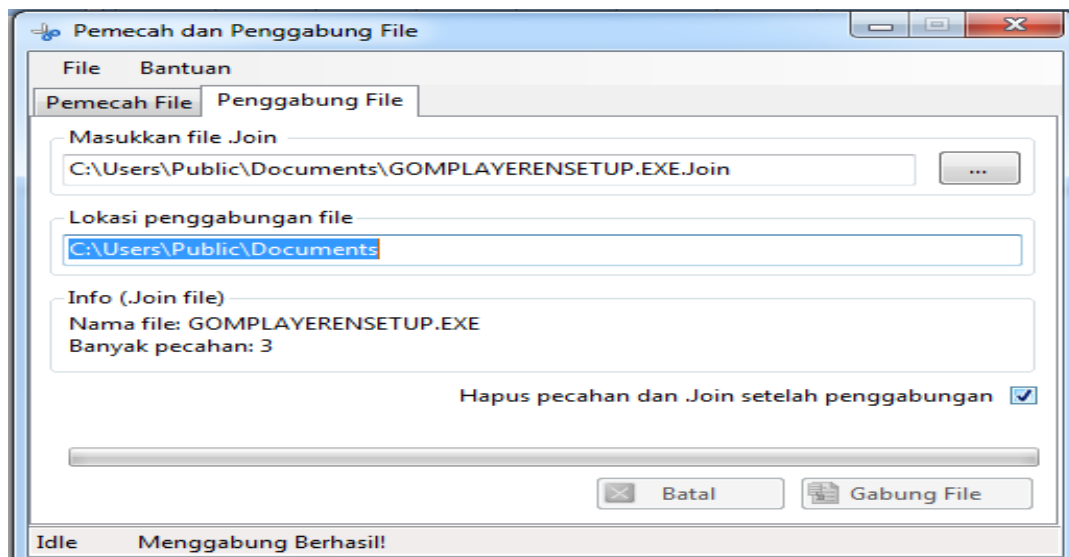 Pemecah dan Penggabung File
File Bantuan
Pemecah File Penggabung File
Masukkan file .Join
C:\Users\Public\Documents\GOMPLAYERENSETUP.EXE.Join ...
Lokasi penggabungan file
C:\Users\Public\Documents
Info (.Join file)
Nama file: GOMPLAYERENSETUP.EXE
Banyak pecahan: 3
Hapus pecahan dan .Join setelah penggabungan
Batal Gabung File
Idle Menggabung Berhasil!